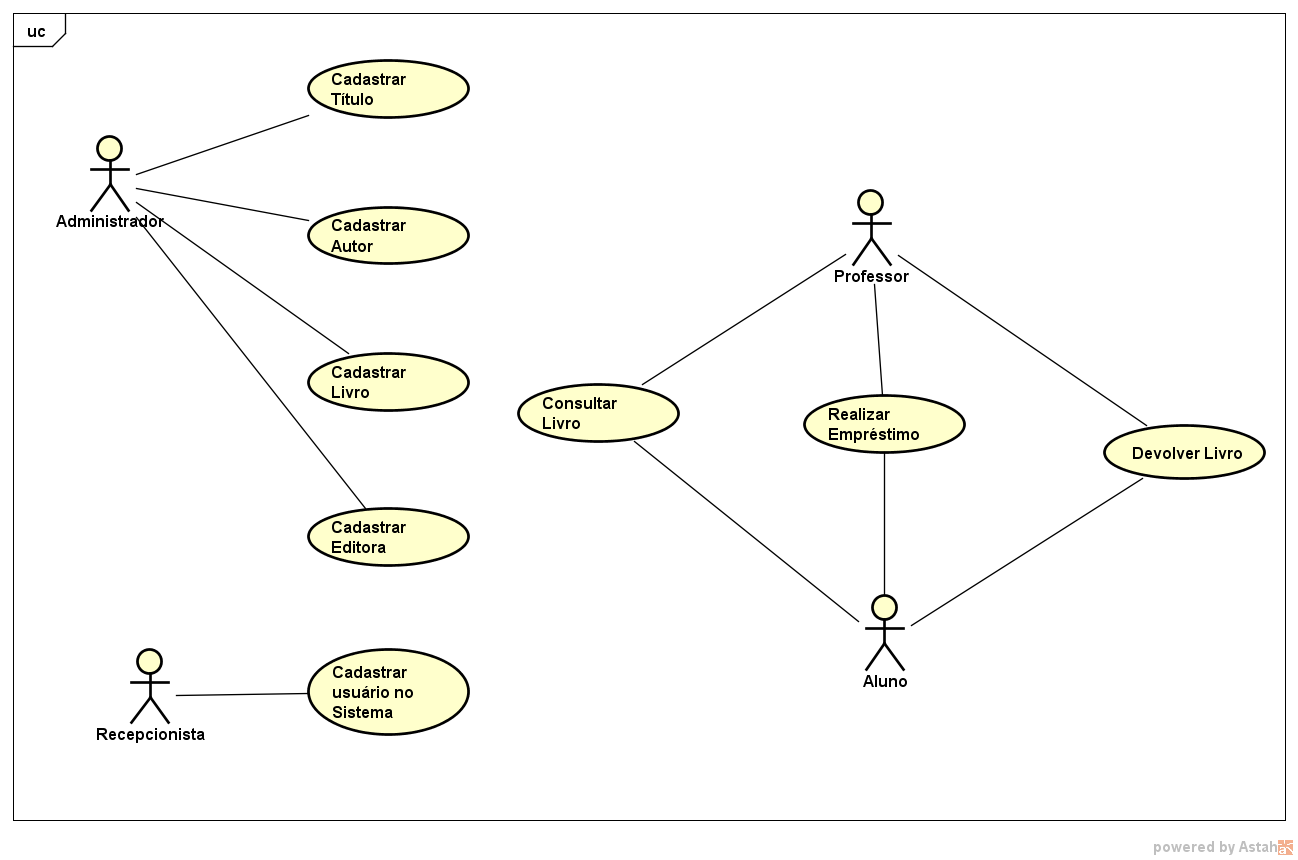 uc
Cadastrar
Título
Administrador
Cadastrar
Autor
Professor
Cadastrar
Livro
Consultar
Livro
Realizar
Empréstimo
Devolver Livro
Cadastrar
Editora
Recepcionista
Cadastrar
usuário no
Sistema
Aluno
powered by Astah